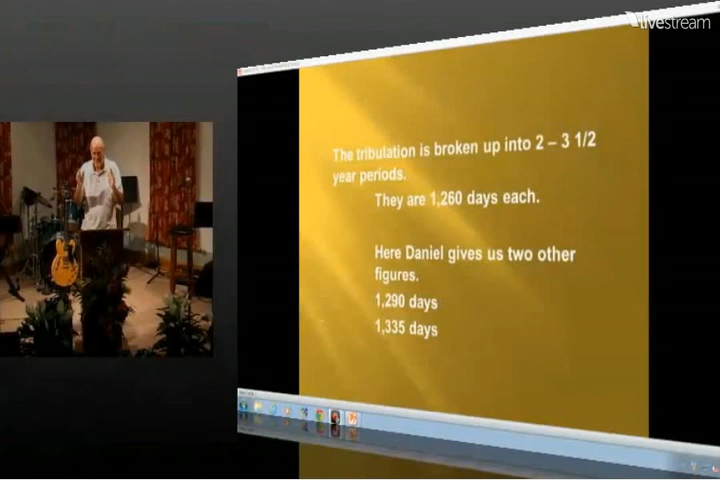 livestream
The tribulation is broken up into 2 – 3 1/2
year periods.
They are 1,260 days each.
Here Daniel gives us two other
figures.
1,290 days
1,335 days